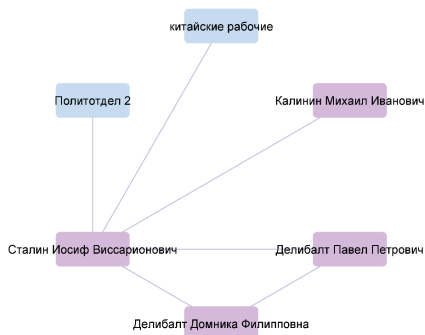 китайские рабочие
Политотдел 2
Калинин Михаил Иванович
Сталин Иосиф Виссарионович
Делибалт Павел Петрович
Делибалт Домника Филипповна